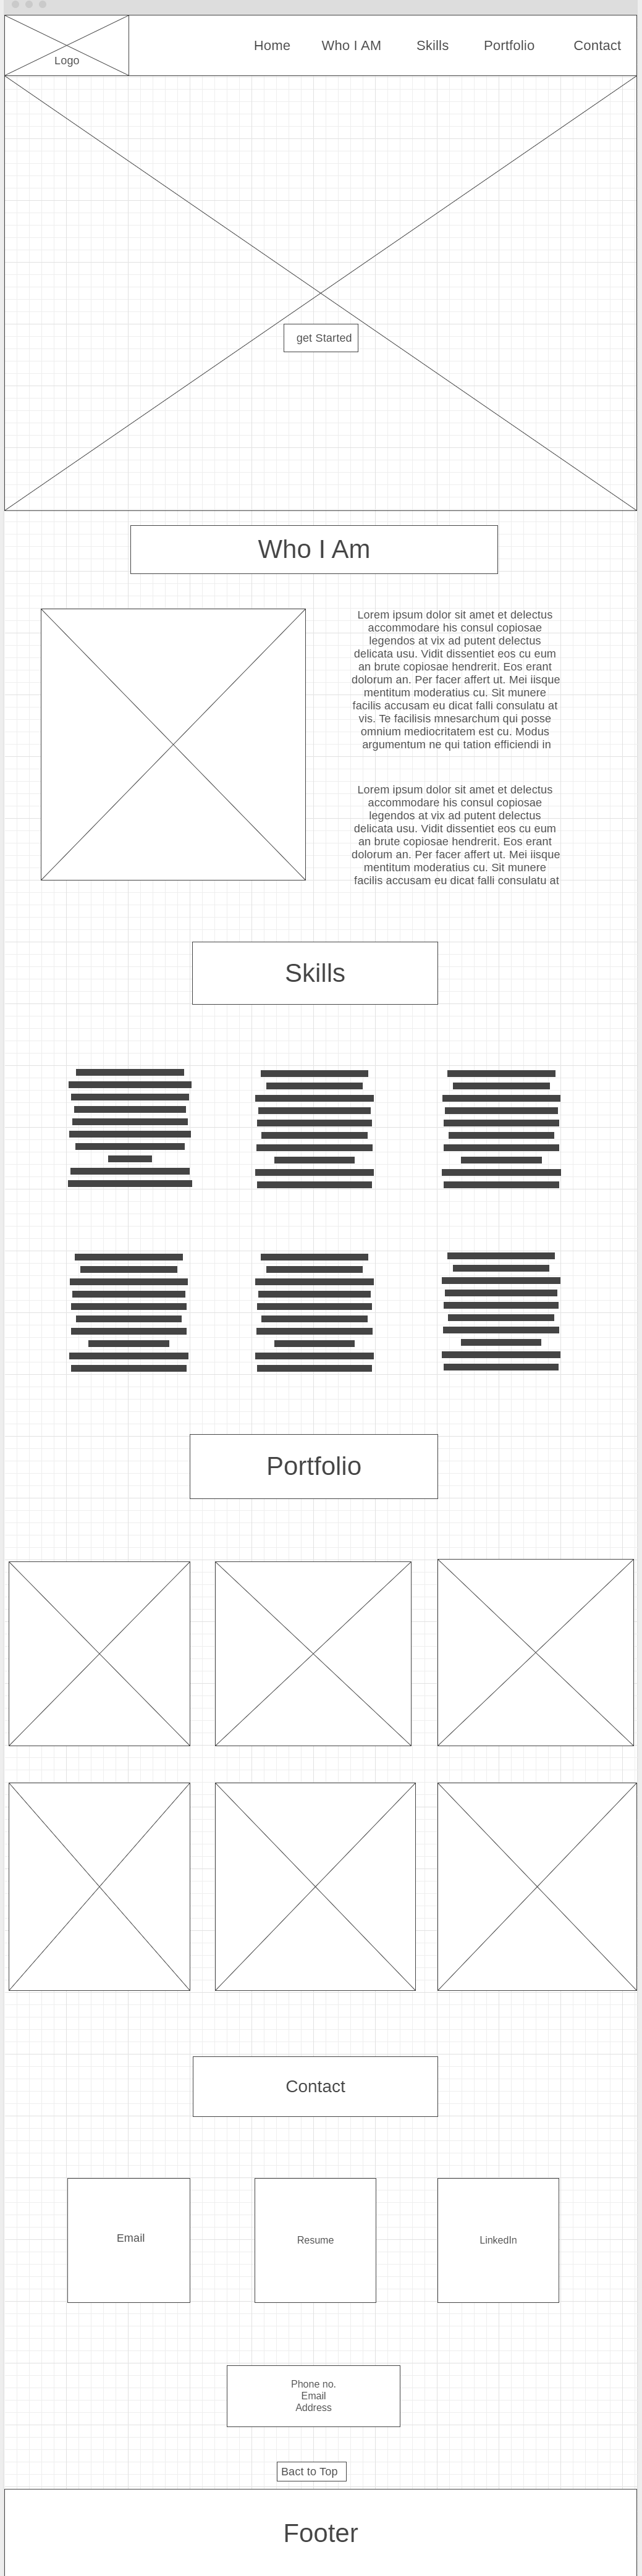 Logo
Home
Who I AM
Skills
Portfolio
Contact
get Started
Who I Am
Lorem ipsum dolor sit amet et delectus
accommodare his consul copiosae
legendos at vix ad putent delectus
delicata usu. Vidit dissentiet eos cu eum
an brute copiosae hendrerit. Eos erant
dolorum an. Per facer affert ut. Mei iisque
mentitum moderatius cu. Sit munere
facilis accusam eu dicat falli consulatu at
vis. Te facilisis mnesarchum qui posse
omnium mediocritatem est cu. Modus
argumentum ne qui tation efficiendi in
Lorem ipsum dolor sit amet et delectus
accommodare his consul copiosae
legendos at vix ad putent delectus
delicata usu. Vidit dissentiet eos cu eum
an brute copiosae hendrerit. Eos erant
dolorum an. Per facer affert ut. Mei iisque
mentitum moderatius cu. Sit munere
facilis accusam eu dicat falli consulatu at
Skills
Portfolio
Contact
Email
Resume
LinkedIn
Phone no.
Email
Address
Bact to Top
Footer